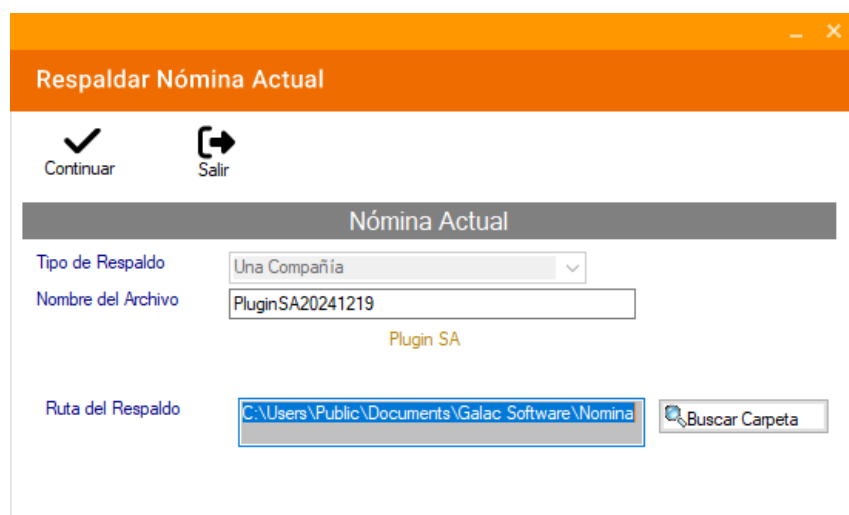 Respaldar Nómina Actual
Continuar
Salir
Nómina Actual
Tipo de Respaldo
Una Compañía
Nombre del Archivo
PluginSA20241219
Plugin SA
Ruta del Respaldo
C:\Users\Public\Documents\Galac Software\Nomina
Buscar Carpeta